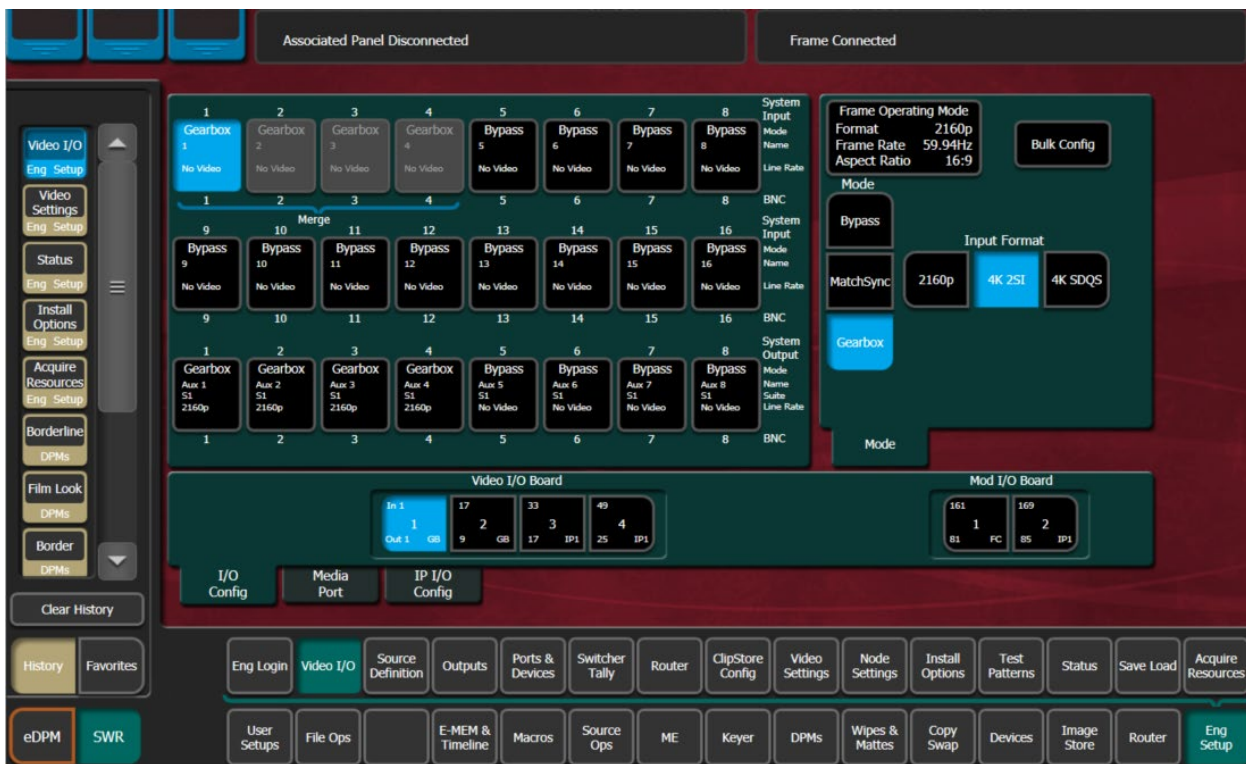 Associated Panel Disconnected
Frame Connected
Video I/O
Eng Setup
Video
Settings
Eng Setup
Status
Eng Setup
Install
Options
Eng Setup
Acquire
Resources
Eng Setup
Borderline
DPMs
Film Look
DPMs
Border
DPMs
Clear History
History
Favorites
eDPM
SWR
1 2 3 4 5 6 7 8 System
Input
Gearbox Gearbox Gearbox Gearbox Bypass Bypass Bypass Bypass Mode
1 2 3 4 5 6 7 8 Name
No Video No Video No Video No Video No Video No Video No Video No Video Line Rate
1 2 3 4 5 6 7 8 BNC
Merge
9 10 11 12 13 14 15 16 System
Input
Bypass Bypass Bypass Bypass Bypass Bypass Bypass Bypass Mode
9 10 11 12 13 14 15 16 Name
No Video No Video No Video No Video No Video No Video No Video No Video Line Rate
9 10 11 12 13 14 15 16 BNC
1 2 3 4 5 6 7 8 System
Output
Gearbox Gearbox Gearbox Gearbox Bypass Bypass Bypass Bypass Mode
Aux 1 Aux 2 Aux 3 Aux 4 Aux 5 Aux 6 Aux 7 Aux 8 Name
S1 S1 S1 S1 S1 S1 S1 S1 Suite
2160p 2160p 2160p 2160p No Video No Video No Video No Video Line Rate
1 2 3 4 5 6 7 8 BNC
Frame Operating Mode
Format 2160p
Frame Rate 59.94Hz
Aspect Ratio 16:9
Bulk Config
Mode
Bypass
MatchSync
Gearbox
Input Format
2160p 4K 2SI 4K SDQS
Mode
Video I/O Board
In 1 17 33 49
1 2 3 4
Out 1 GB 9 GB 17 IP1 25 IP1
Mod I/O Board
161 169
1 2
81 FC 85 IP1
I/O
Config
Media
Port
IP I/O
Config
Eng Login
Video I/O
Source
Definition
Outputs
Ports &
Devices
Switcher
Tally
Router
ClipStore
Config
Video
Settings
Node
Settings
Install
Options
Test
Patterns
Status
Save Load
Acquire
Resources
User
Setups
File Ops
E-MEM &
Timeline
Macros
Source
Ops
ME
Keyer
DPMs
Wipes &
Mattes
Copy
Swap
Devices
Image
Store
Router
Eng
Setup